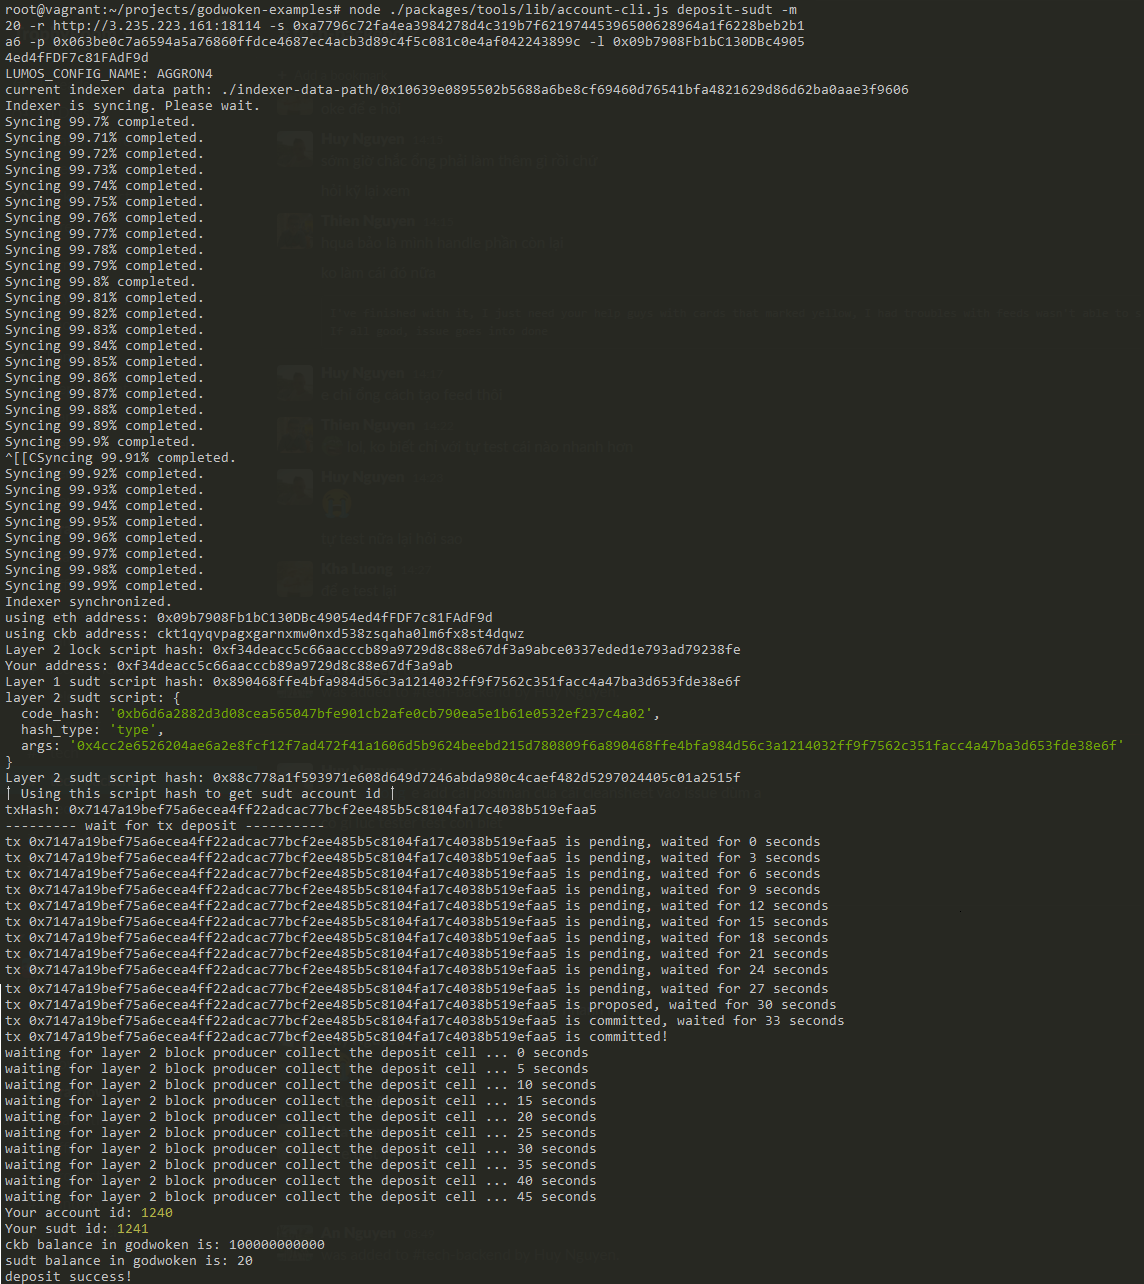 root@vagrant:~/projects/godwoken-examples# node ./packages/tools/lib/account-cli.js deposit-sudt -m
20 -r http://3.235.223.161:18114 -s 0xa7796c72fa4ea3984278d4c319b7f62197445396500628964a1f6228beb2b1
a6 -p 0x063be0c7a6594a5a76860ffdce4687ec4acb3d89c4f5c081c0e4af042243899c -l 0x09b7908Fb1bC130DBc4905
4ed4fFDF7c81FAdF9d
LUMOS_CONFIG_NAME: AGGRON4
current indexer data path: ./indexer-data-path/0x10639e0895502b5688a6be8cf69460d76541bfa4821629d86d62ba0aae3f9606
Indexer is syncing. Please wait.
Syncing 99.7% completed.
Syncing 99.71% completed.
Syncing 99.72% completed.
Syncing 99.73% completed.
Syncing 99.74% completed.
Syncing 99.75% completed.
Syncing 99.76% completed.
Syncing 99.77% completed.
Syncing 99.78% completed.
Syncing 99.79% completed.
Syncing 99.8% completed.
Syncing 99.81% completed.
Syncing 99.82% completed.
Syncing 99.83% completed.
Syncing 99.84% completed.
Syncing 99.85% completed.
Syncing 99.86% completed.
Syncing 99.87% completed.
Syncing 99.88% completed.
Syncing 99.89% completed.
Syncing 99.9% completed.
^[[CSyncing 99.91% completed.
Syncing 99.92% completed.
Syncing 99.93% completed.
Syncing 99.94% completed.
Syncing 99.95% completed.
Syncing 99.96% completed.
Syncing 99.97% completed.
Syncing 99.98% completed.
Syncing 99.99% completed.
Indexer synchronized.
using eth address: 0x09b7908Fb1bC130DBc49054ed4fFDF7c81FAdF9d
using ckb address: ckt1qyqvpagxgarnxmw0nxd538zsqaha0lm6fx8st4dqwz
Layer 2 lock script hash: 0xf34deacc5c66aacccb89a9729d8c88e67df3a9abce0337eded1e793ad79238fe
Your address: 0xf34deacc5c66aacccb89a9729d8c88e67df3a9ab
Layer 1 sudt script hash: 0x890468ffe4bfa984d56c3a1214032ff9f7562c351facc4a47ba3d653fde38e6f
layer 2 sudt script: {
  code_hash: '0xb6d6a2882d3d08cea565047bfe901cb2afe0cb790ea5e1b61e0532ef237c4a02',
  hash_type: 'type',
  args: '0x4cc2e6526204ae6a2e8fcf12f7ad472f41a1606d5b9624beebd215d780809f6a890468ffe4bfa984d56c3a1214032ff9f7562c351facc4a47ba3d653fde38e6f'
}
Layer 2 sudt script hash: 0x88c778a1f593971e608d649d7246abda980c4caef482d5297024405c01a2515f
↑ Using this script hash to get sudt account id ↑
txHash: 0x7147a19bef75a6ecea4ff22adcac77bcf2ee485b5c8104fa17c4038b519efaa5
--------- wait for tx deposit ----------
tx 0x7147a19bef75a6ecea4ff22adcac77bcf2ee485b5c8104fa17c4038b519efaa5 is pending, waited for 0 seconds
tx 0x7147a19bef75a6ecea4ff22adcac77bcf2ee485b5c8104fa17c4038b519efaa5 is pending, waited for 3 seconds
tx 0x7147a19bef75a6ecea4ff22adcac77bcf2ee485b5c8104fa17c4038b519efaa5 is pending, waited for 6 seconds
tx 0x7147a19bef75a6ecea4ff22adcac77bcf2ee485b5c8104fa17c4038b519efaa5 is pending, waited for 9 seconds
tx 0x7147a19bef75a6ecea4ff22adcac77bcf2ee485b5c8104fa17c4038b519efaa5 is pending, waited for 12 seconds
tx 0x7147a19bef75a6ecea4ff22adcac77bcf2ee485b5c8104fa17c4038b519efaa5 is pending, waited for 15 seconds
tx 0x7147a19bef75a6ecea4ff22adcac77bcf2ee485b5c8104fa17c4038b519efaa5 is pending, waited for 18 seconds
tx 0x7147a19bef75a6ecea4ff22adcac77bcf2ee485b5c8104fa17c4038b519efaa5 is pending, waited for 21 seconds
tx 0x7147a19bef75a6ecea4ff22adcac77bcf2ee485b5c8104fa17c4038b519efaa5 is pending, waited for 24 seconds
tx 0x7147a19bef75a6ecea4ff22adcac77bcf2ee485b5c8104fa17c4038b519efaa5 is pending, waited for 27 seconds
tx 0x7147a19bef75a6ecea4ff22adcac77bcf2ee485b5c8104fa17c4038b519efaa5 is proposed, waited for 30 seconds
tx 0x7147a19bef75a6ecea4ff22adcac77bcf2ee485b5c8104fa17c4038b519efaa5 is committed, waited for 33 seconds
tx 0x7147a19bef75a6ecea4ff22adcac77bcf2ee485b5c8104fa17c4038b519efaa5 is committed!
waiting for layer 2 block producer collect the deposit cell ... 0 seconds
waiting for layer 2 block producer collect the deposit cell ... 5 seconds
waiting for layer 2 block producer collect the deposit cell ... 10 seconds
waiting for layer 2 block producer collect the deposit cell ... 15 seconds
waiting for layer 2 block producer collect the deposit cell ... 20 seconds
waiting for layer 2 block producer collect the deposit cell ... 25 seconds
waiting for layer 2 block producer collect the deposit cell ... 30 seconds
waiting for layer 2 block producer collect the deposit cell ... 35 seconds
waiting for layer 2 block producer collect the deposit cell ... 40 seconds
waiting for layer 2 block producer collect the deposit cell ... 45 seconds
Your account id: 1240
Your sudt id: 1241
ckb balance in godwoken is: 100000000000
sudt balance in godwoken is: 20
deposit success!